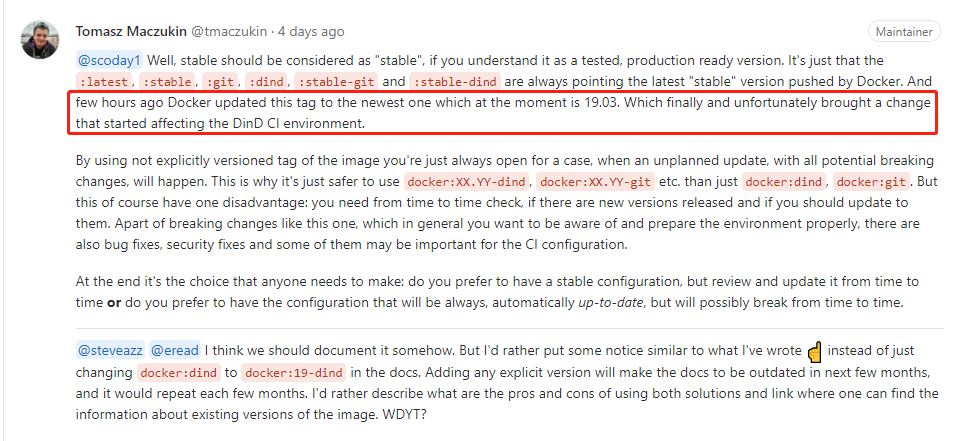 Tomasz Maczukin @tmaczukin · 4 days ago
Maintainer
@scoday1 Well, stable should be considered as "stable", if you understand it as a tested, production ready version. It's just that the
:latest, :stable, :git, :dind, :stable-git and :stable-dind are always pointing the latest "stable" version pushed by Docker. And
few hours ago Docker updated this tag to the newest one which at the moment is 19.03. Which finally and unfortunately brought a change
that started affecting the DinD CI environment.
By using not explicitly versioned tag of the image you're just always open for a case, when an unplanned update, with all potential breaking
changes, will happen. This is why it's just safer to use docker:XX.YY-dind, docker:XX.YY-git etc. than just docker:dind, docker:git. But
this of course have one disadvantage: you need from time to time check, if there are new versions released and if you should update to
them. Apart of breaking changes like this one, which in general you want to be aware of and prepare the environment properly, there are
also bug fixes, security fixes and some of them may be important for the CI configuration.
At the end it's the choice that anyone needs to make: do you prefer to have a stable configuration, but review and update it from time to
time or do you prefer to have the configuration that will be always, automatically up-to-date, but will possibly break from time to time.
@steveazz @eread I think we should document it somehow. But I'd rather put some notice similar to what I've wrote ☝ instead of just
changing docker:dind to docker:19-dind in the docs. Adding any explicit version will make the docs to be outdated in next few months,
and it would repeat each few months. I'd rather describe what are the pros and cons of using both solutions and link where one can find the
information about existing versions of the image. WDYT?